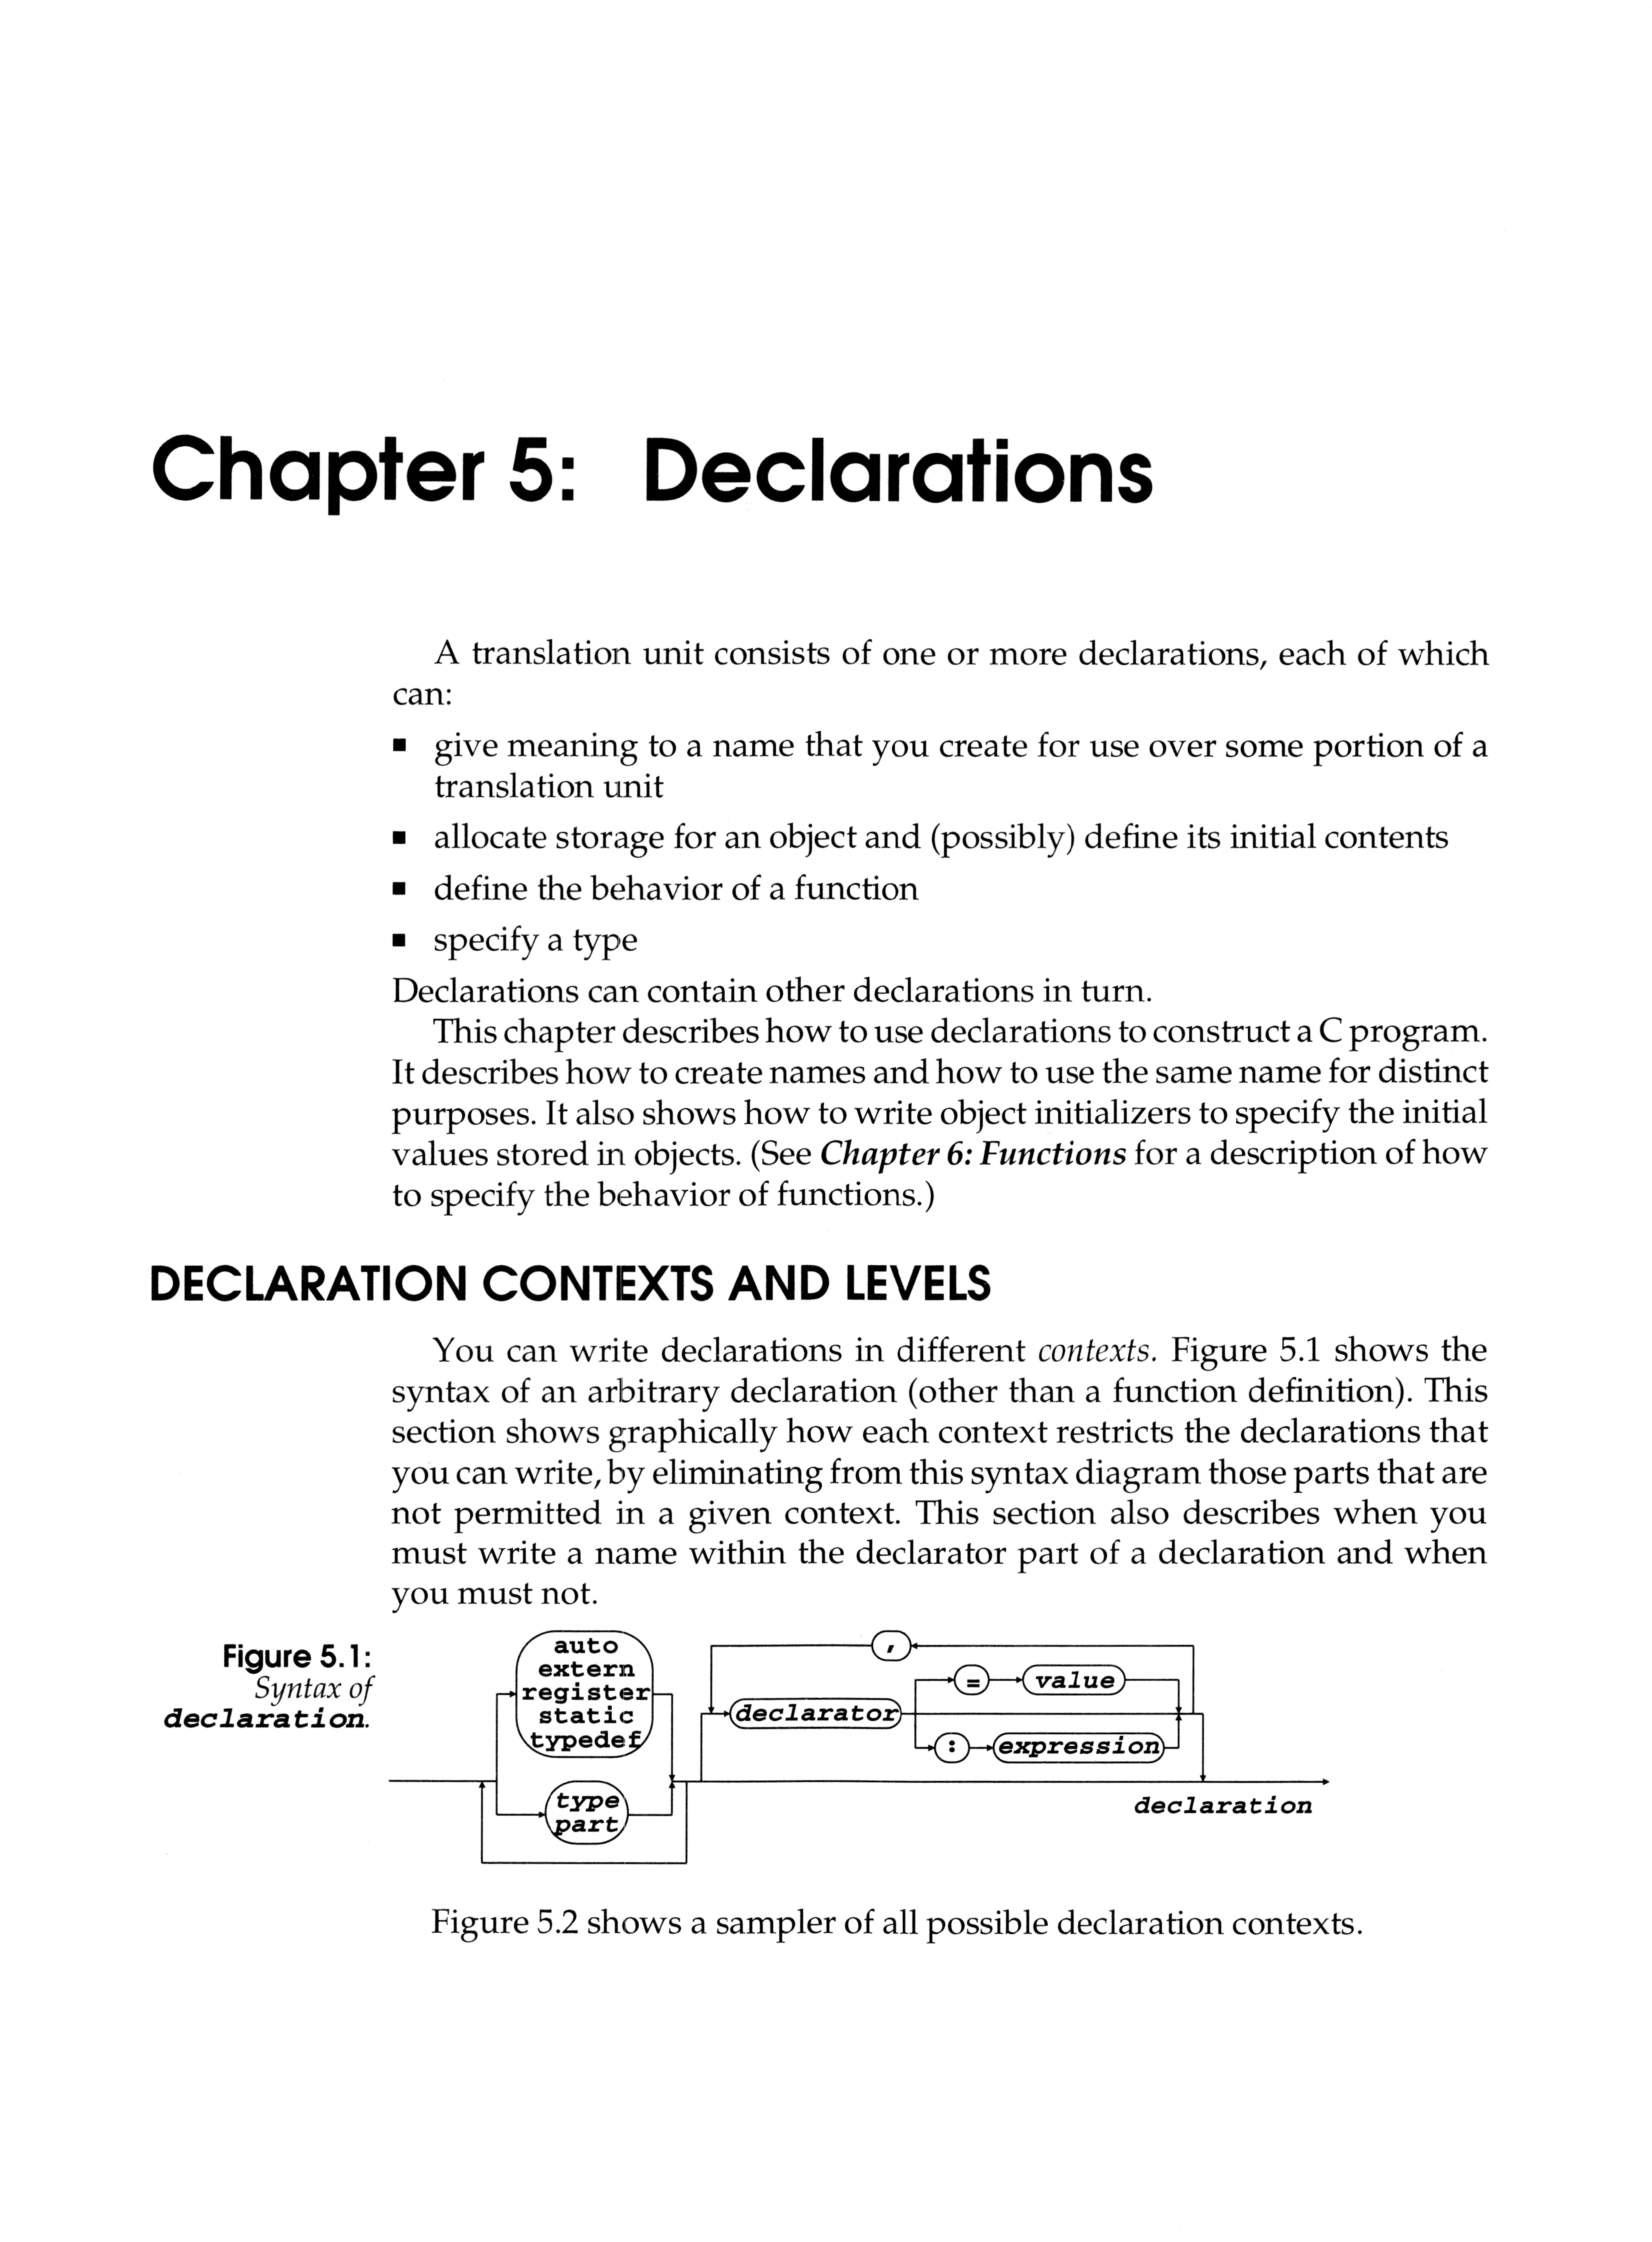 Chapter 5: Declarations
A translation unit consists of one or more declarations, each of which
can:
■ give meaning to a name that you create for use over some portion of a
translation unit
■ allocate storage for an object and (possibly) define its initial contents
■ define the behavior of a function
■ specify a type
Declarations can contain other declarations in turn.
This chapter describes how to use declarations to construct a C program.
It describes how to create names and how to use the same name for distinct
purposes. It also shows how to write object initializers to specify the initial
values stored in objects. (See Chapter 6: Functions for a description of how
to specify the behavior of functions.)
DECLARATION CONTEXTS AND LEVELS
You can write declarations in different contexts. Figure 5.1 shows the
syntax of an arbitrary declaration (other than a function definition). This
section shows graphically how each context restricts the declarations that
you can write, by eliminating from this syntax diagram those parts that are
not permitted in a given context. This section also describes when you
must write a name within the declarator part of a declaration and when
you must not.
Figure 5.1:
Syntax of
declaration.
auto
extern
register
static
typedef
type
part
,
declarator
= value
: expression
declaration
Figure 5.2 shows a sampler of all possible declaration contexts.